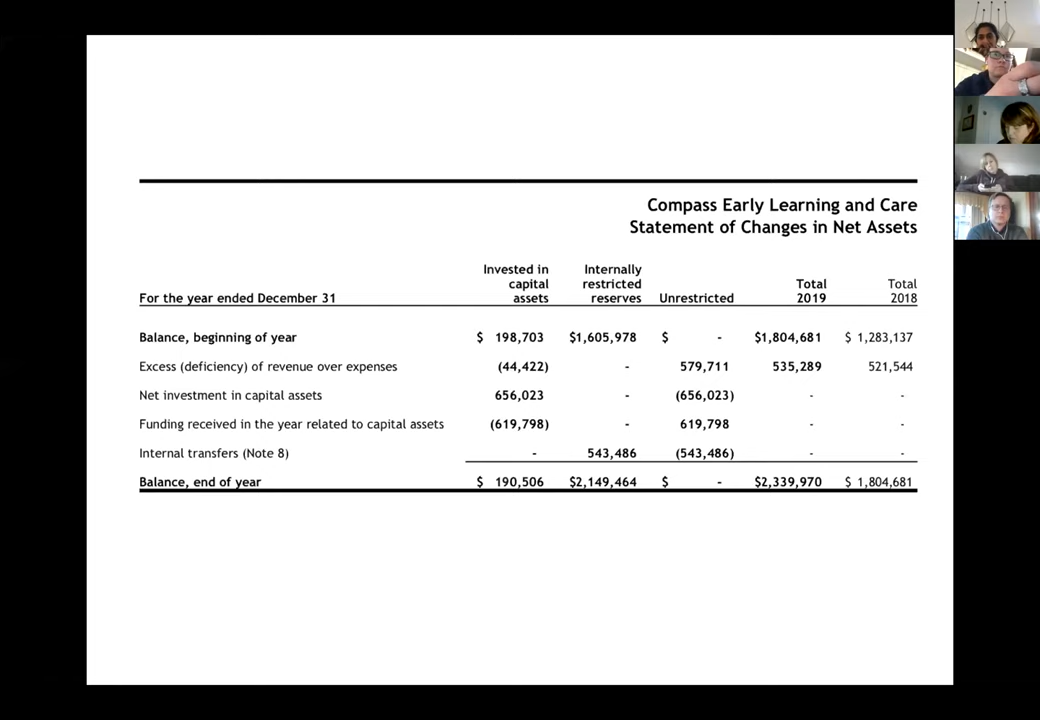 Compass Early Learning and Care
Statement of Changes in Net Assets
For the year ended December 31 Invested in capital assets Internally restricted reserves Unrestricted Total 2019 Total 2018
Balance, beginning of year $ 198,703 $1,605,978 $ - $1,804,681 $ 1,283,137
Excess (deficiency) of revenue over expenses (44,422) - 579,711 535,289 521,544
Net investment in capital assets 656,023 - (656,023) - -
Funding received in the year related to capital assets (619,798) - 619,798 - -
Internal transfers (Note 8) - 543,486 (543,486) - -
Balance, end of year $ 190,506 $2,149,464 $ - $2,339,970 $ 1,804,681